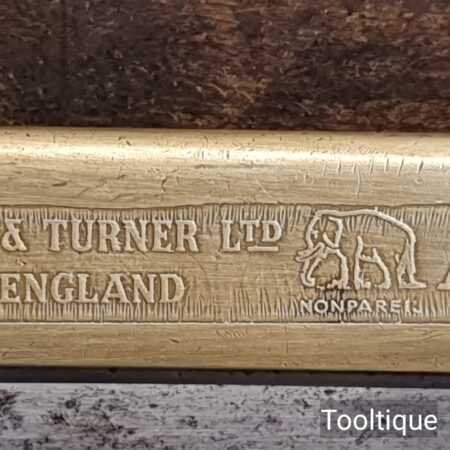 & TURNER LTD
ENGLAND
NONPAREIL
Tooltique